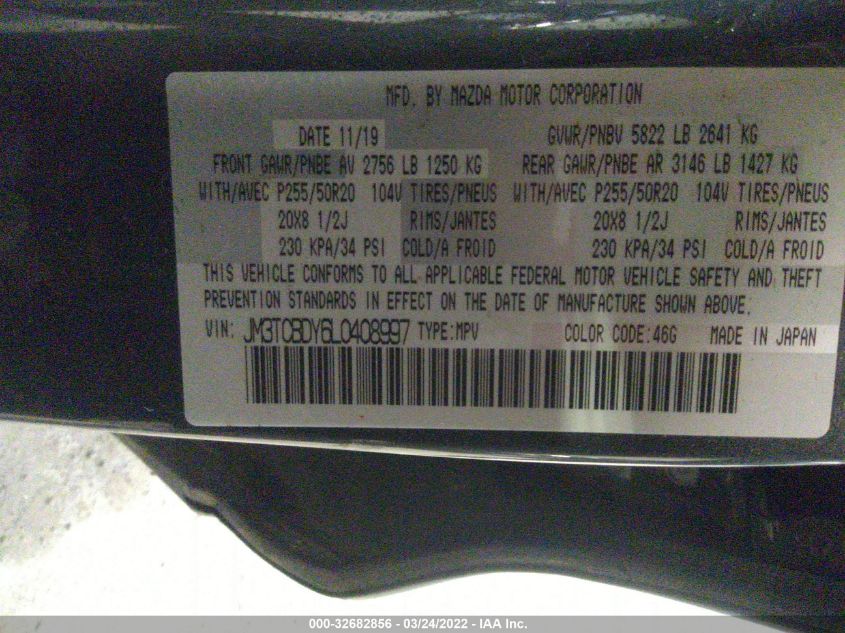 MFD. BY MAZDA MOTOR CORPORATION
DATE 11/19 GVWR/PNBV 5822 LB 2641 KG
FRONT GAWR/PNBE AV 2756 LB 1250 KG REAR GAWR/PNBE AR 3146 LB 1427 KG
WITH/AVEC P255/50R20 104V TIRES/PNEUS WITH/AVEC P255/50R20 104V TIRES/PNEUS
20X8 1/2J RIMS/JANTES 20X8 1/2J RIMS/JANTES
230 KPA/34 PSI COLD/A FROID 230 KPA/34 PSI COLD/A FROID
THIS VEHICLE CONFORMS TO ALL APPLICABLE FEDERAL MOTOR VEHICLE SAFETY AND THEFT
PREVENTION STANDARDS IN EFFECT ON THE DATE OF MANUFACTURE SHOWN ABOVE.
VIN: JM3TCBDY6L0408997 TYPE:MPV COLOR CODE:46G MADE IN JAPAN
000-32682856 - 03/24/2022 - IAA Inc.